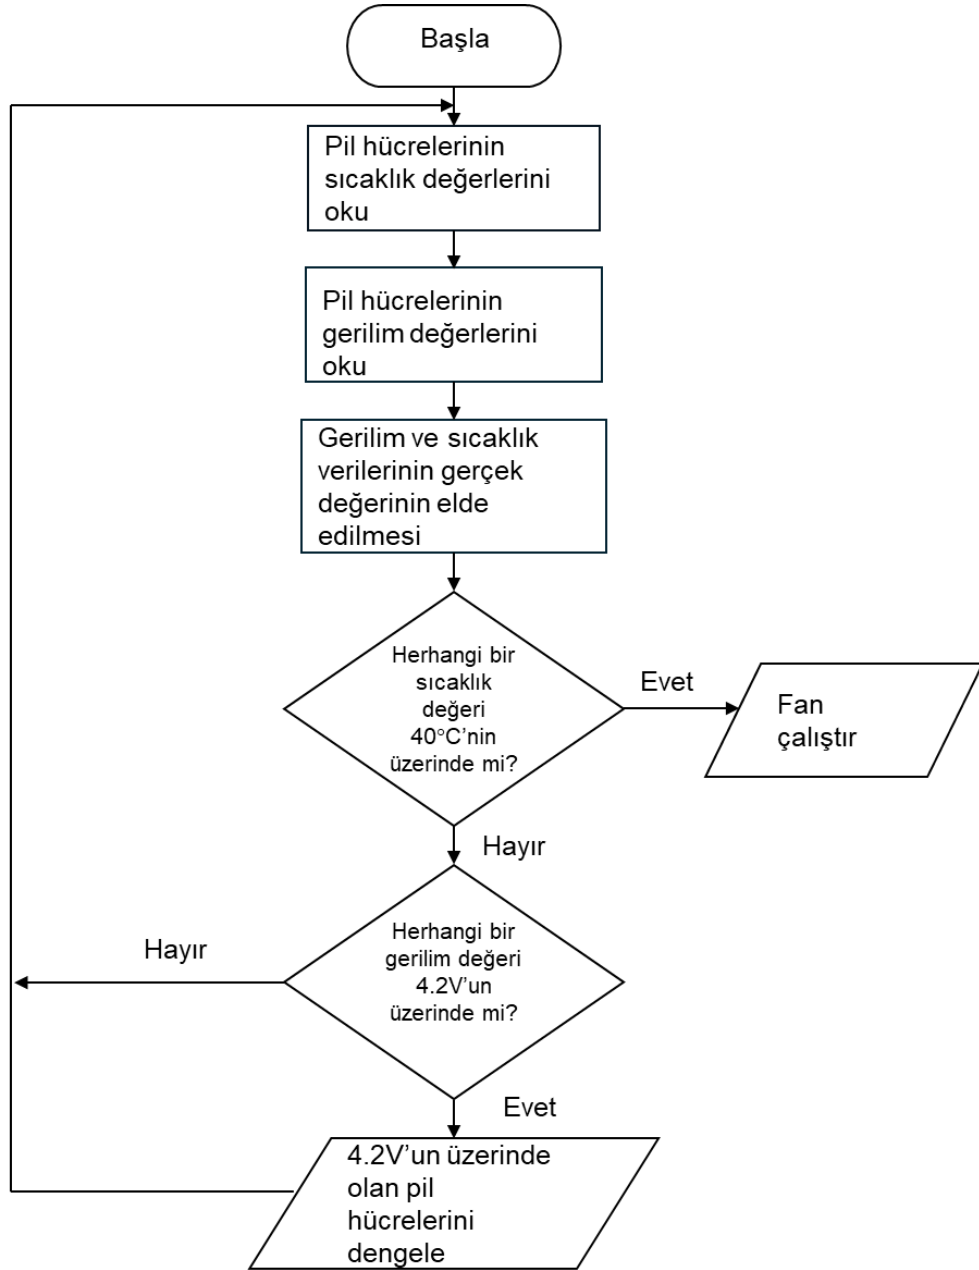 Başla
Pil hücrelerinin
sıcaklık değerlerini
oku
Pil hücrelerinin
gerilim değerlerini
oku
Gerilim ve sıcaklık
verilerinin gerçek
değerinin elde
edilmesi
Herhangi bir
sıcaklık
değeri
40°C’nin
üzerinde mi?
Evet
Fan
çalıştır
Hayır
Herhangi bir
gerilim değeri
4.2V’un
üzerinde mi?
Hayır
Evet
4.2V’un üzerinde
olan pil
hücrelerini
dengele